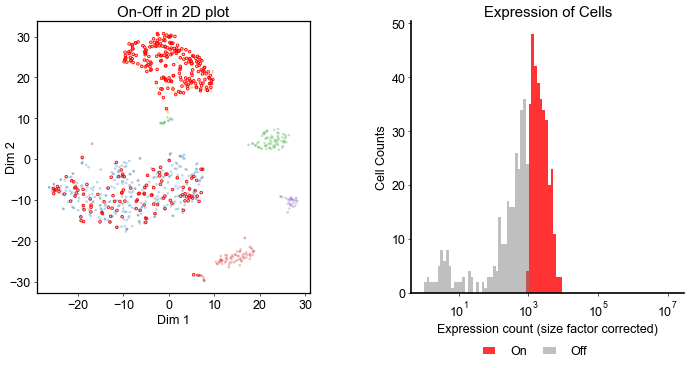 On-Off in 2D plot
30
20
10
0
−10
−20
−30
Dim 2
−20
−10
0
10
20
30
Dim 1
Expression of Cells
50
40
30
20
10
0
Cell Counts
10^1
10^3
10^5
10^7
Expression count (size factor corrected)
On
Off